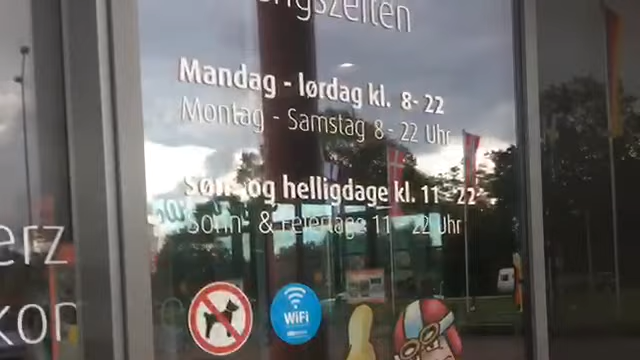 Mandag - lørdag kl. 8-22
Montag - Samstag 8 - 22 Uhr
Søn- og helligdage kl. 11 - 22
Sonn- & Feiertage 11 - 22 Uhr
WiFi